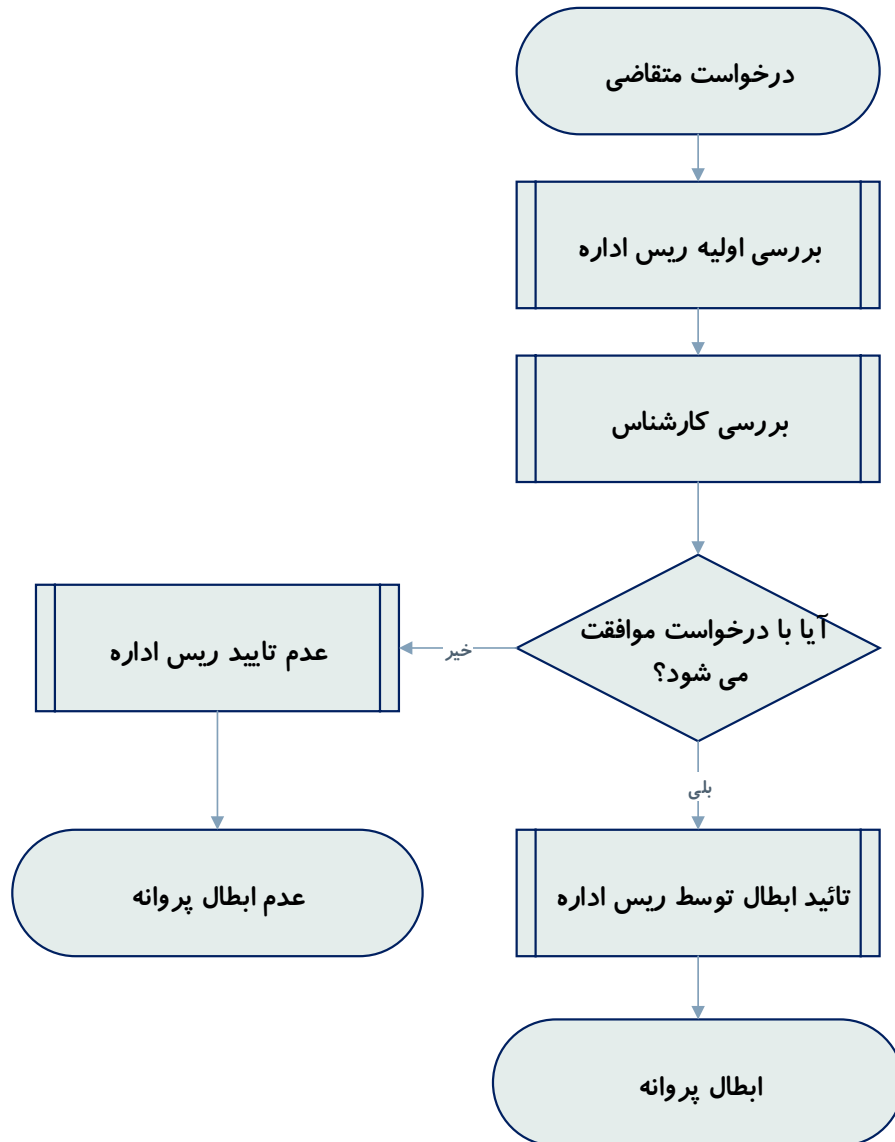 درخواست متقاضی
بررسی اولیه ریس اداره
بررسی کارشناس
آیا با درخواست موافقت
می شود؟
خیر
عدم تایید ریس اداره
بلی
عدم ابطال پروانه
تائید ابطال توسط ریس اداره
ابطال پروانه